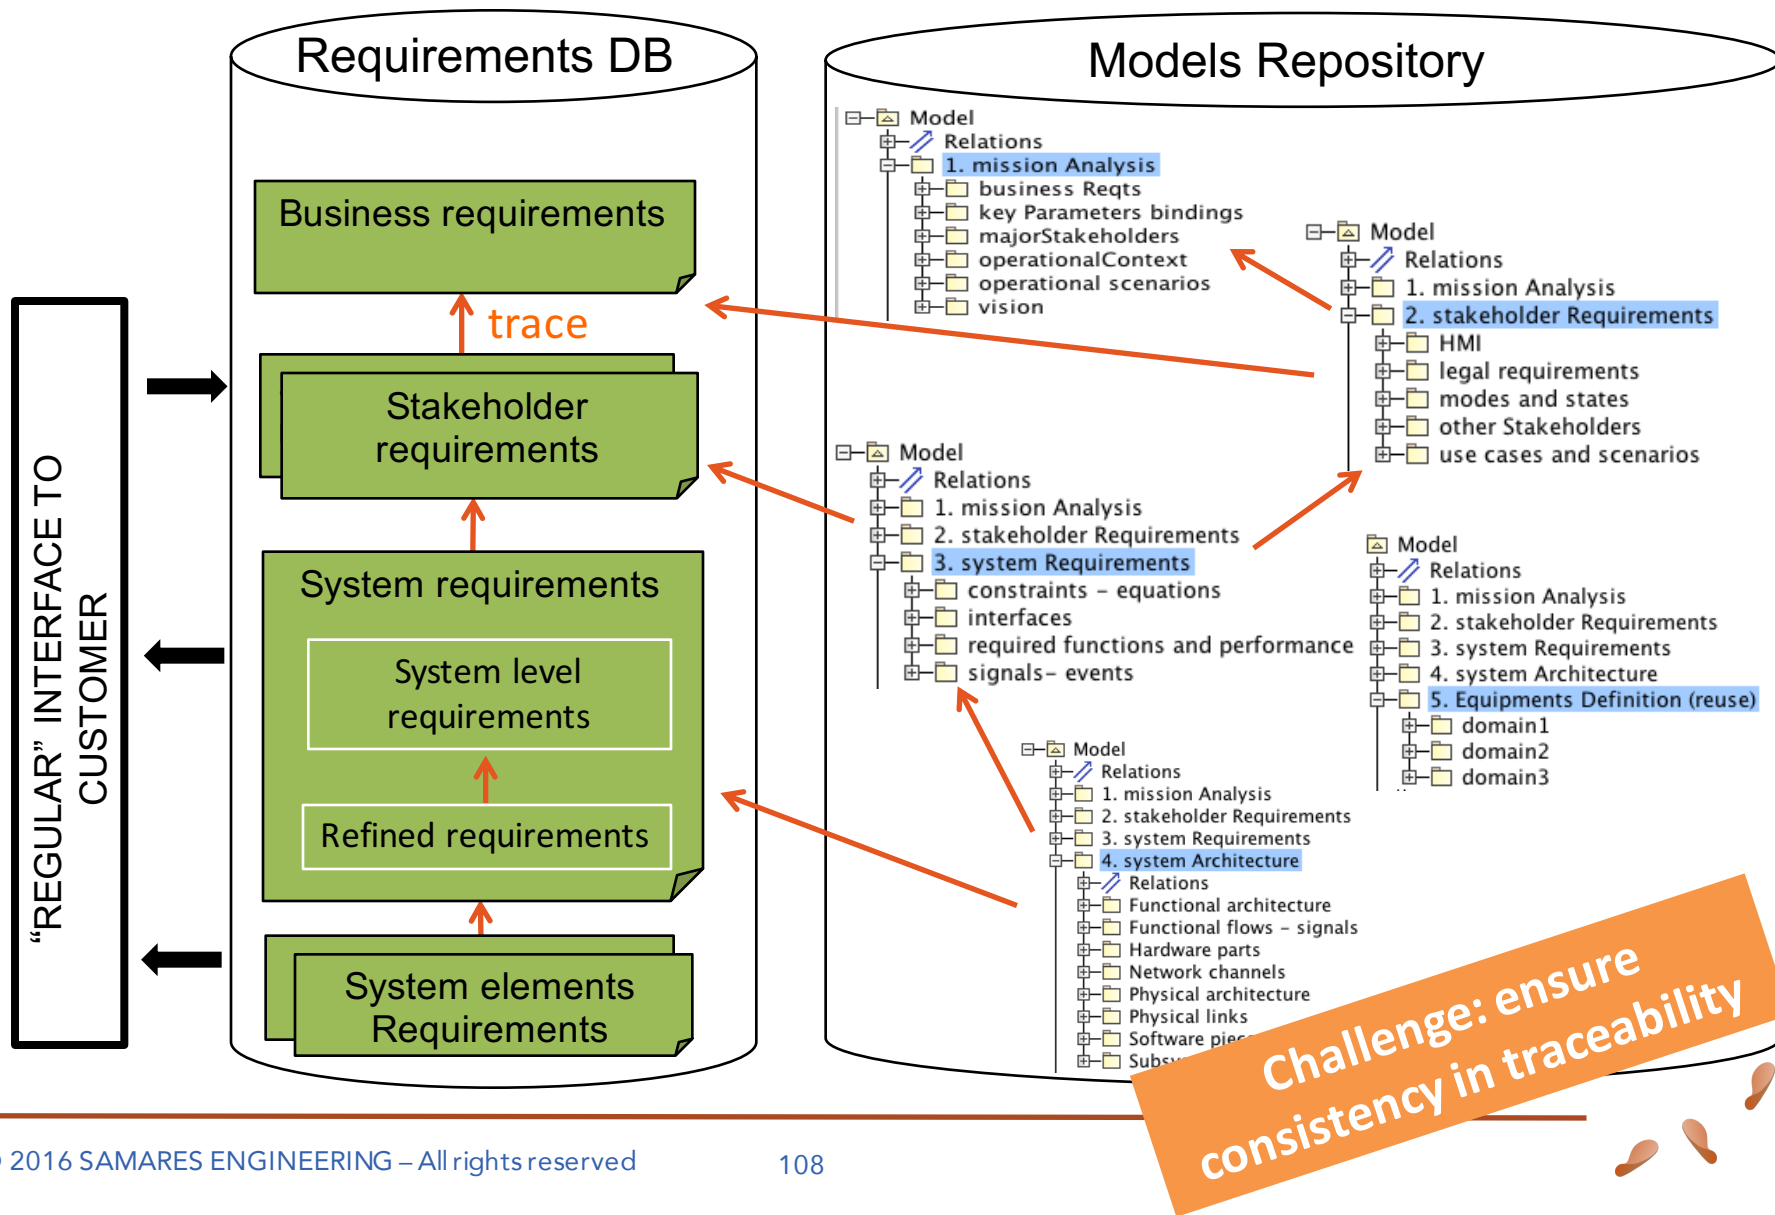 Requirements DB
Models Repository
"REGULAR" INTERFACE TO
CUSTOMER
Business requirements
trace
Stakeholder
requirements
System requirements
System level
requirements
Refined requirements
System elements
Requirements
Model
Relations
1. mission Analysis
business Reqts
key Parameters bindings
majorStakeholders
operationalContext
operational scenarios
vision
Model
Relations
1. mission Analysis
2. stakeholder Requirements
HMI
legal requirements
modes and states
other Stakeholders
use cases and scenarios
Model
Relations
1. mission Analysis
2. stakeholder Requirements
3. system Requirements
constraints – equations
interfaces
required functions and performance
signals– events
Model
Relations
1. mission Analysis
2. stakeholder Requirements
3. system Requirements
4. system Architecture
5. Equipments Definition (reuse)
domain1
domain2
domain3
Model
Relations
1. mission Analysis
2. stakeholder Requirements
3. system Requirements
4. system Architecture
Relations
Functional architecture
Functional flows – signals
Hardware parts
Network channels
Physical architecture
Physical links
Software
Challenge: ensure
consistency in traceability
2016 SAMARES ENGINEERING – All rights reserved
108